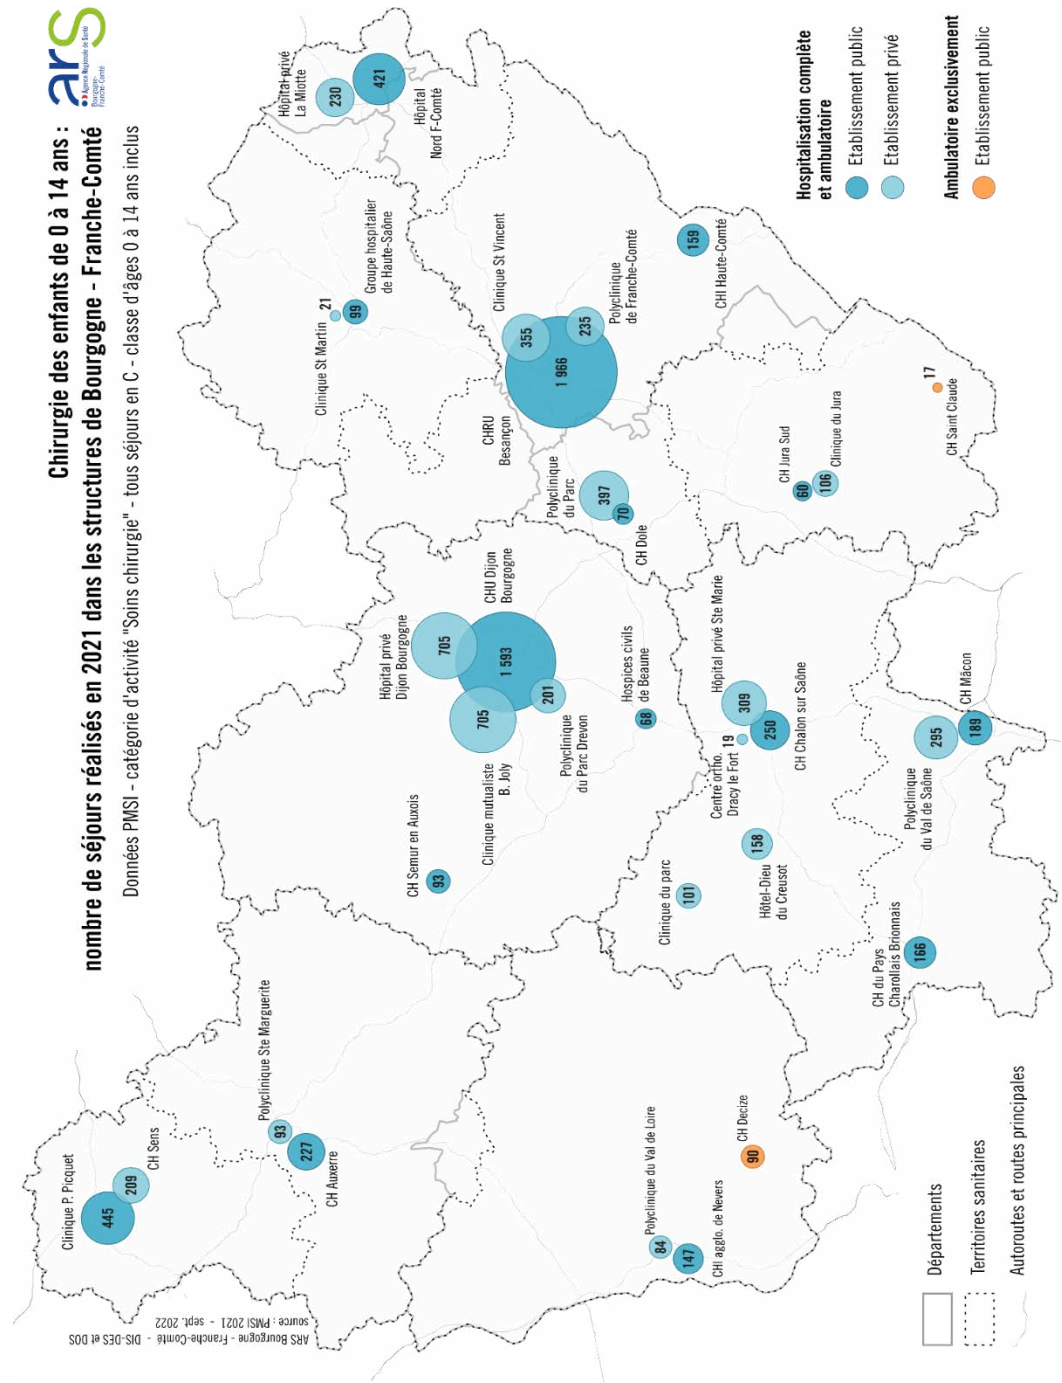 Chirurgie des enfants de 0 à 14 ans :
nombre de séjours réalisés en 2021 dans les structures de Bourgogne - Franche-Comté
Données PMSI - catégorie d'activité "Soins chirurgie" - tous séjours en C - classe d'âges 0 à 14 ans inclus
ars
Agence Régionale de Santé
Bourgogne-
Franche-Comté
Clinique P. Picquet
445
209
CH Sens
Polyclinique Ste Marguerite
93
227
CH Auxerre
CH Semur en Auxois
93
Hôpital privé
Dijon Bourgogne
705
CHU Dijon
Bourgogne
1 593
705
Clinique mutualiste
B. Joly
201
Polyclinique
du Parc Drevon
Hospices civils
de Beaune
68
Clinique St Martin
21
99
Groupe hospitalier
de Haute-Saône
Hôpital privé
La Miotte
230
421
Hôpital
Nord F-Comté
Clinique St Vincent
355
1 966
235
Polyclinique
de Franche-Comté
CHRU
Besançon
Polyclinique
du Parc
397
70
CH Dole
159
CHI Haute-Comté
CH Jura Sud
60
106
Clinique du Jura
17
CH Saint Claude
Polyclinique du Val de Loire
84
147
CHI agglo. de Nevers
90
CH Decize
Clinique du parc
101
158
Hôtel-Dieu
du Creusot
Centre ortho.
Dracy le Fort
19
Hôpital privé Ste Marie
309
250
CH Chalon sur Saône
CH du Pays
Charollais Brionnais
166
Polyclinique
du Val de Saône
295
189
CH Mâcon
Hospitalisation complète
et ambulatoire
Etablissement public
Etablissement privé
Ambulatoire exclusivement
Etablissement public
Départements
Territoires sanitaires
Autoroutes et routes principales
ARS Bourgogne - Franche-Comté - DIS-DES et DOS
source : PMSI 2021 - sept. 2022